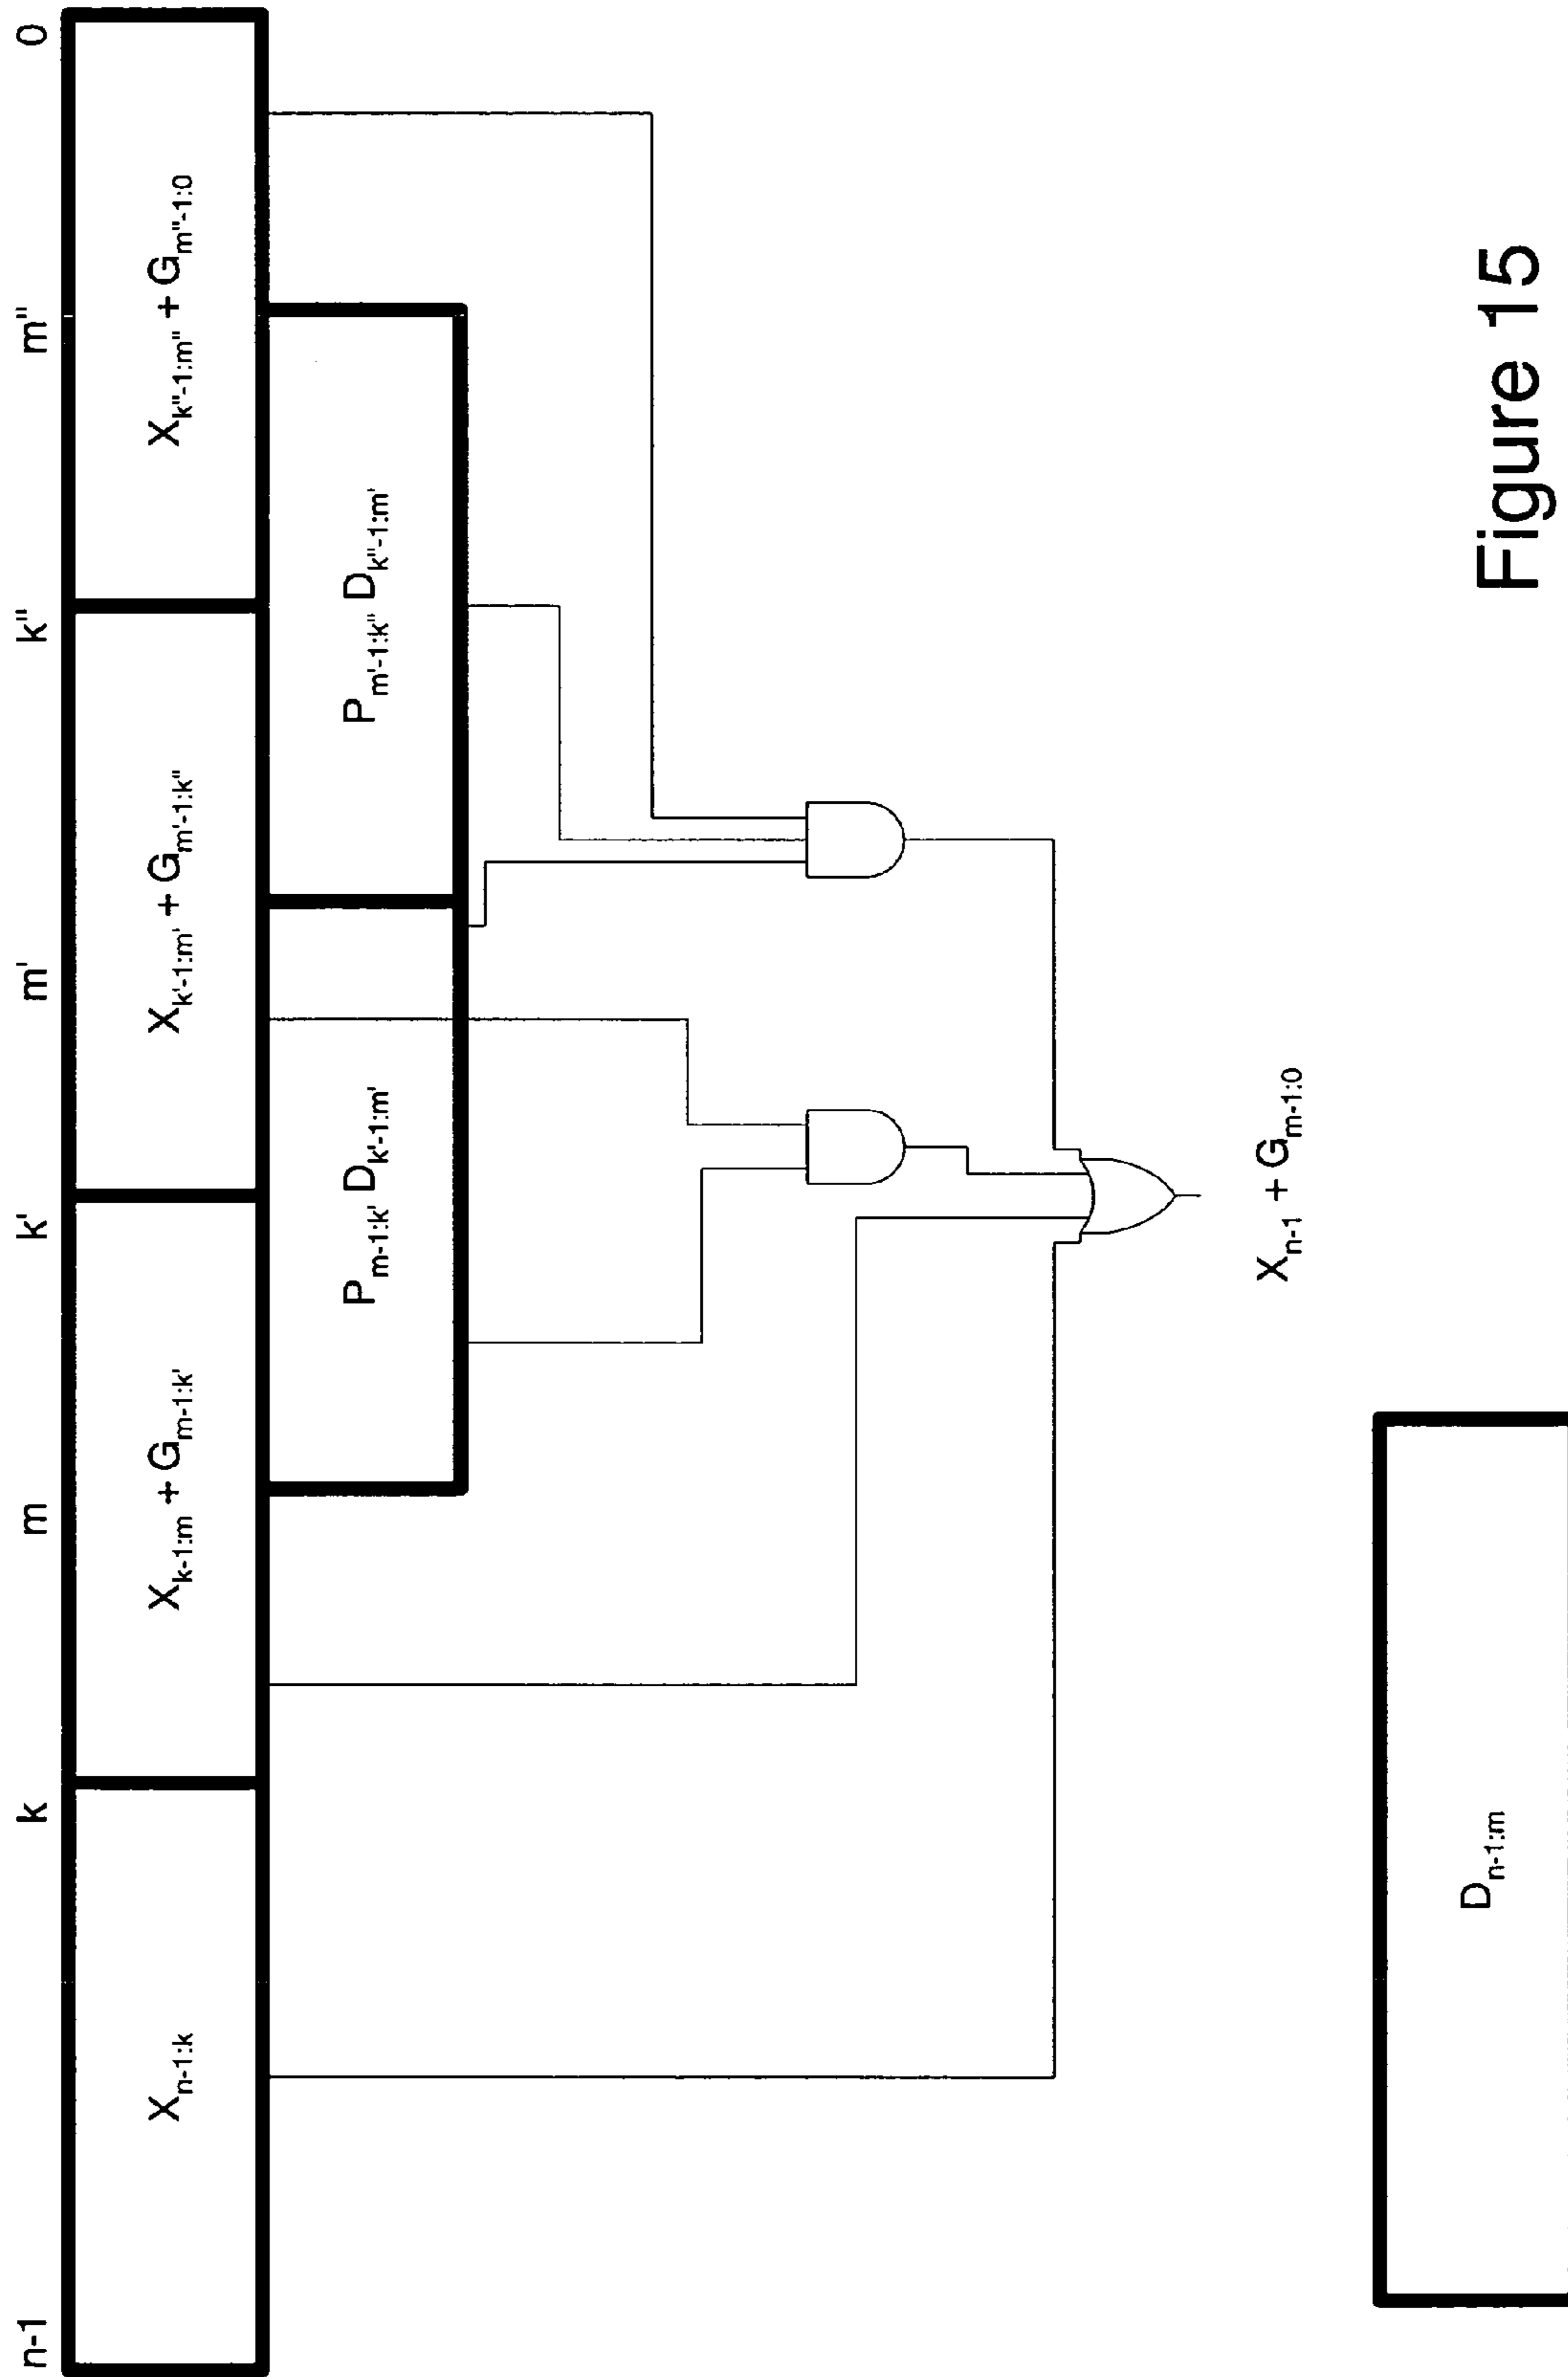 n-1 k m k' m' k" m" 0
X_{n-1:k} X_{k-1:m} + G_{m-1:k'} X_{k'-1:m'} + G_{m'-1:k"} X_{k"-1:m"} + G_{m"-1:0}
P_{m-1:k'} D_{k'-1:m'} P_{m'-1:k"} D_{k"-1:m'}
X_{n-1} + G_{m-1:0}
D_{n-1:m}
Figure 15